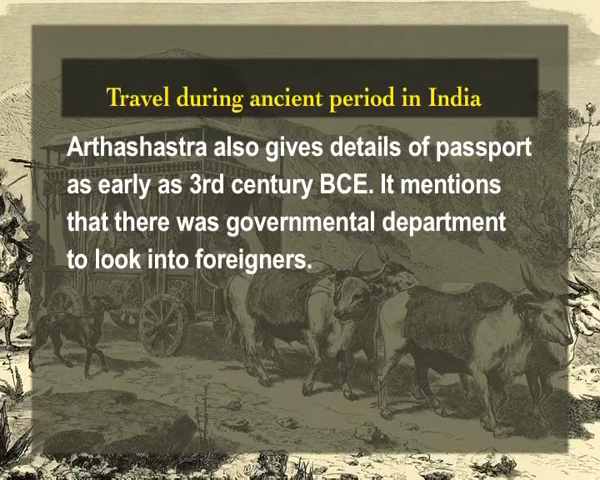 Travel during ancient period in India
Arthashastra also gives details of passport
as early as 3rd century BCE. It mentions
that there was governmental department
to look into foreigners.